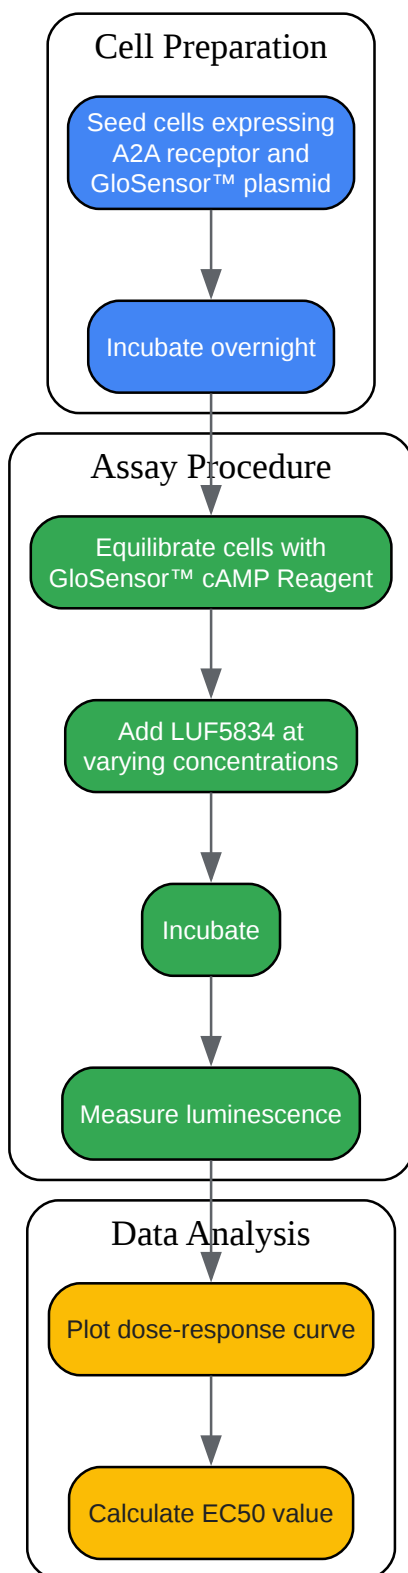 Cell Preparation
Seed cells expressing
A2A receptor and
GloSensor™ plasmid
Incubate overnight
Assay Procedure
Equilibrate cells with
GloSensor™ cAMP Reagent
Add LUF5834 at
varying concentrations
Incubate
Measure luminescence
Data Analysis
Plot dose-response curve
Calculate EC50 value